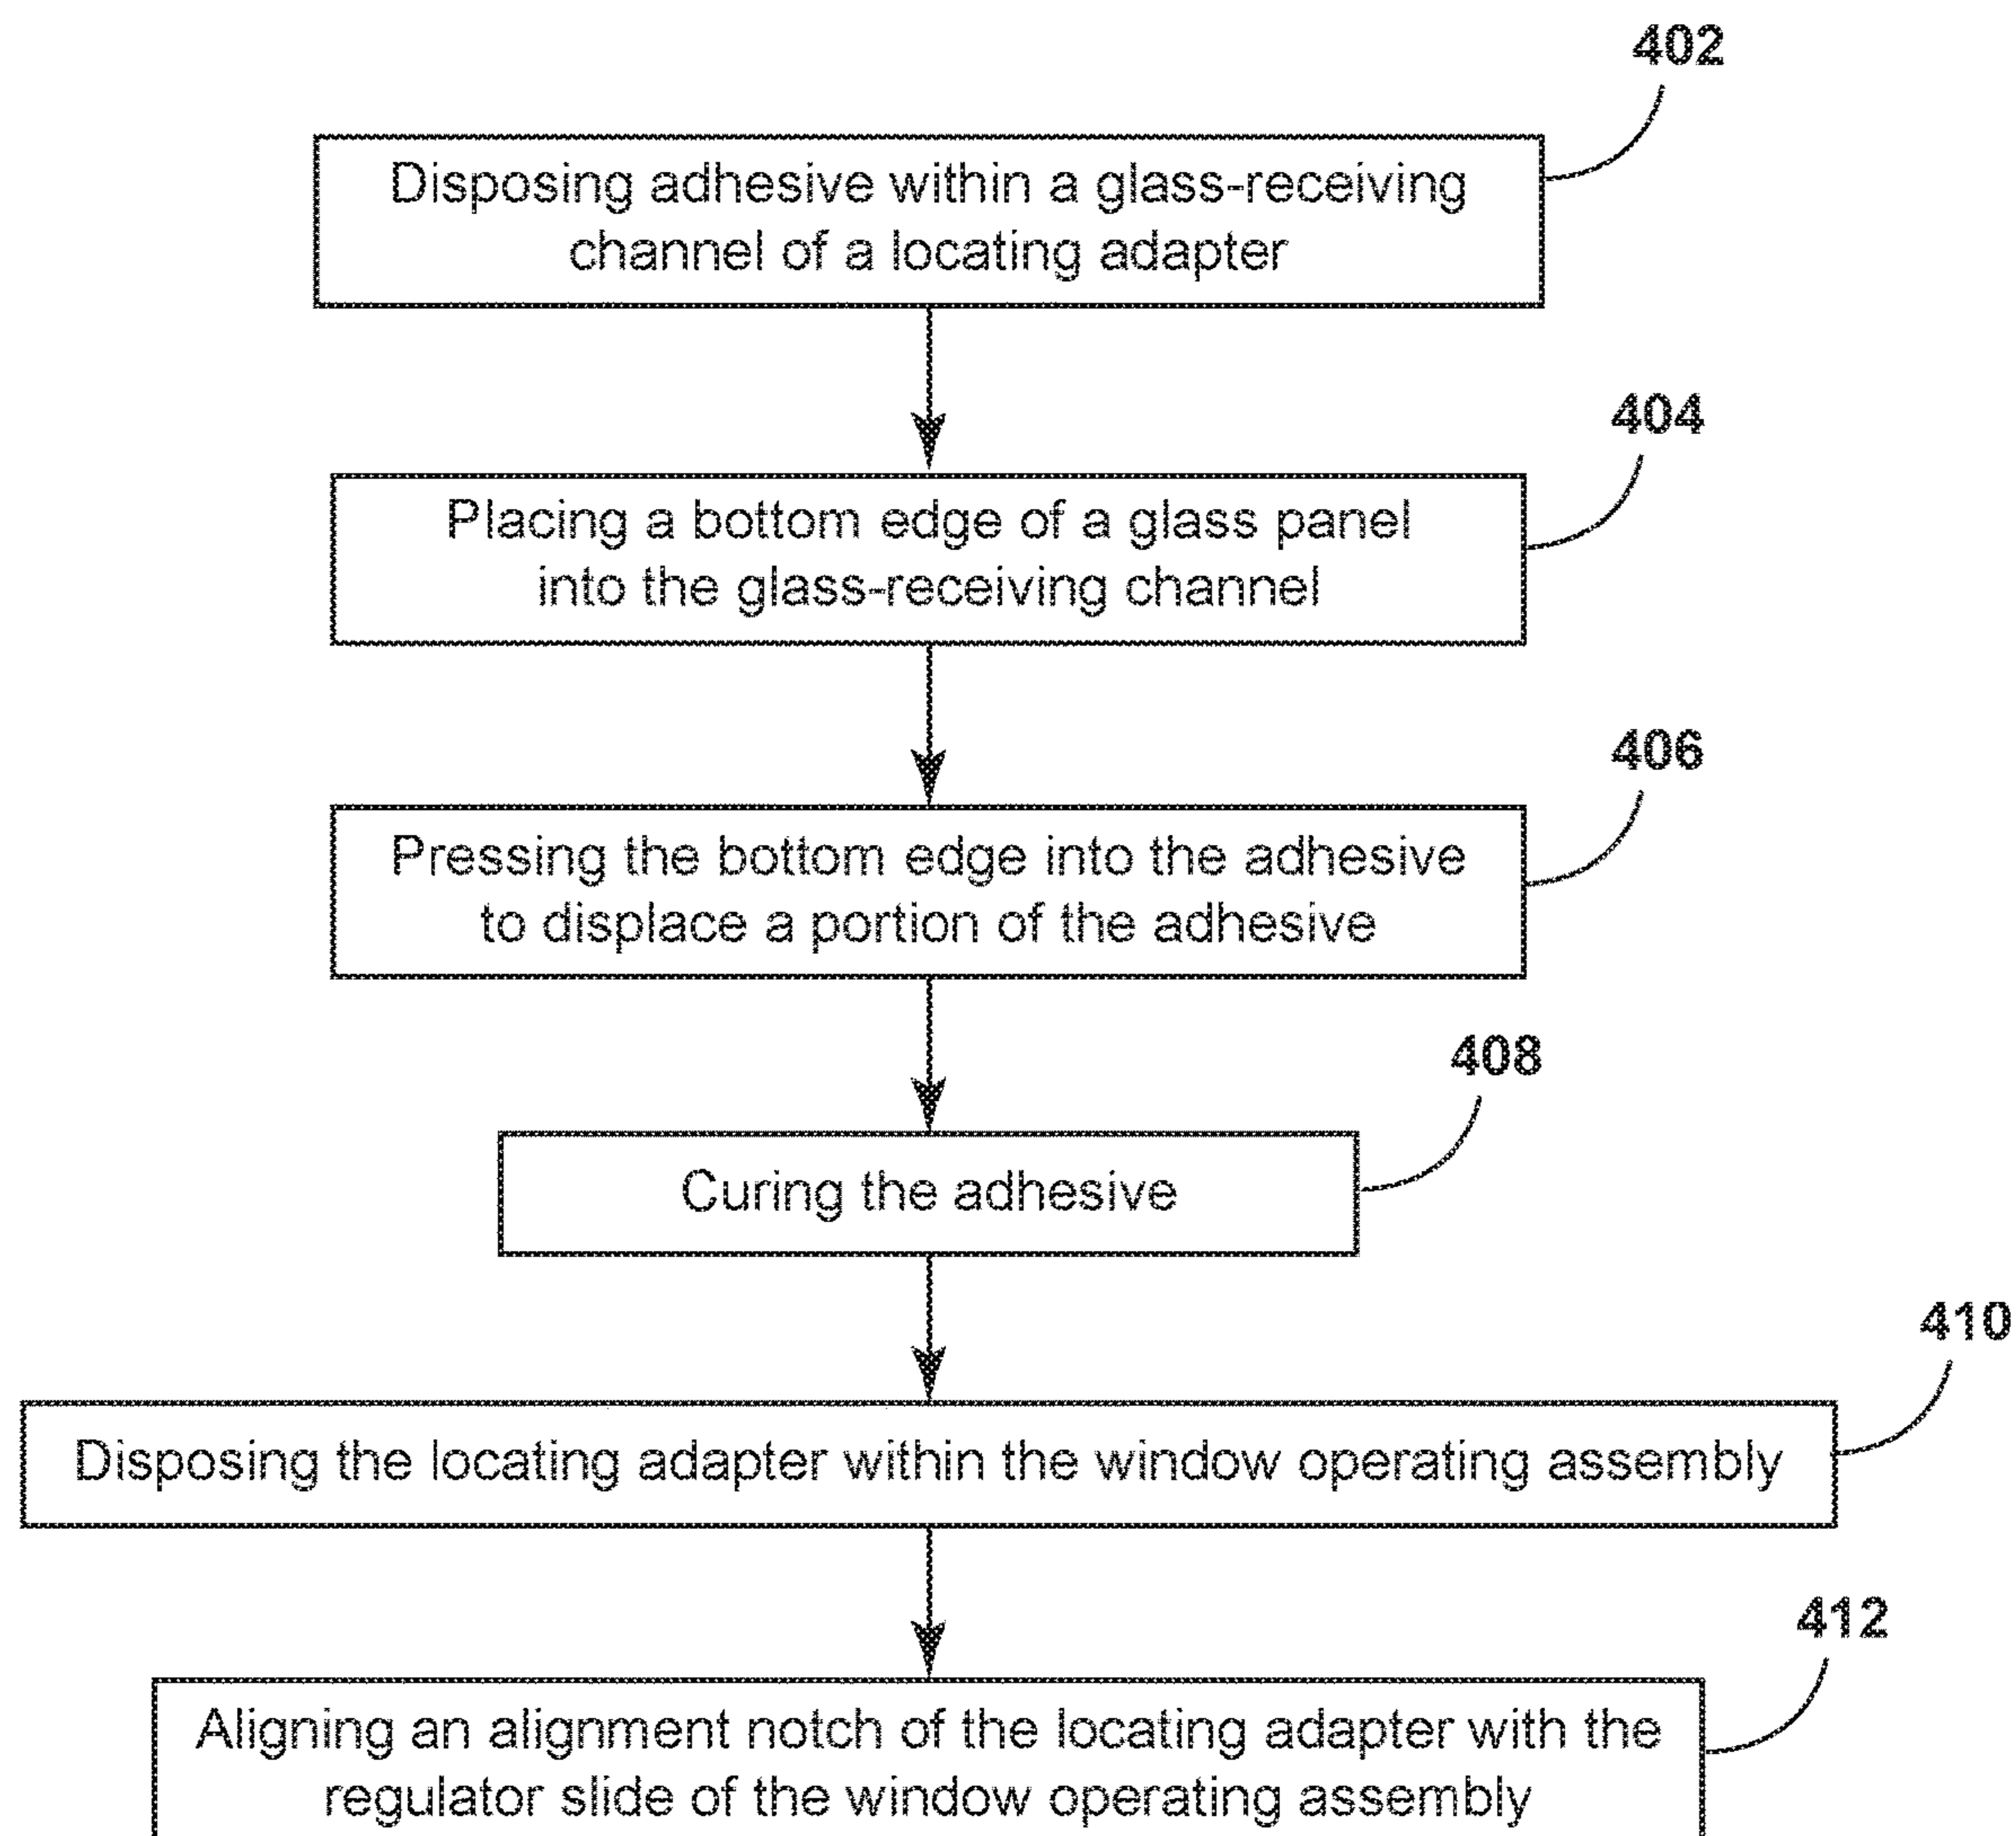 402
Disposing adhesive within a glass-receiving
channel of a locating adapter
404
Placing a bottom edge of a glass panel
into the glass-receiving channel
406
Pressing the bottom edge into the adhesive
to displace a portion of the adhesive
408
Curing the adhesive
410
Disposing the locating adapter within the window operating assembly
412
Aligning an alignment notch of the locating adapter with the
regulator slide of the window operating assembly